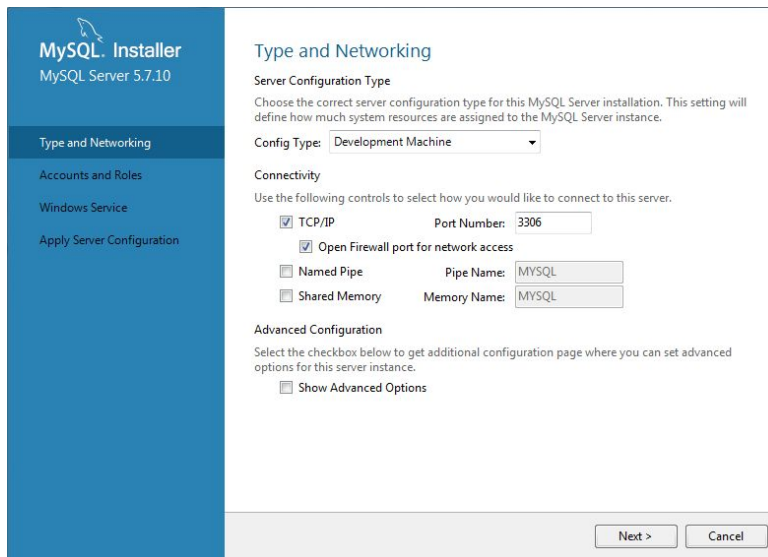 MySQL. Installer
MySQL Server 5.7.10
Type and Networking
Accounts and Roles
Windows Service
Apply Server Configuration
Type and Networking
Server Configuration Type
Choose the correct server configuration type for this MySQL Server installation. This setting will
define how much system resources are assigned to the MySQL Server instance.
Config Type: Development Machine
Connectivity
Use the following controls to select how you would like to connect to this server.
TCP/IP Port Number: 3306
Open Firewall port for network access
Named Pipe Pipe Name: MYSQL
Shared Memory Memory Name: MYSQL
Advanced Configuration
Select the checkbox below to get additional configuration page where you can set advanced
options for this server instance.
Show Advanced Options
Next > Cancel